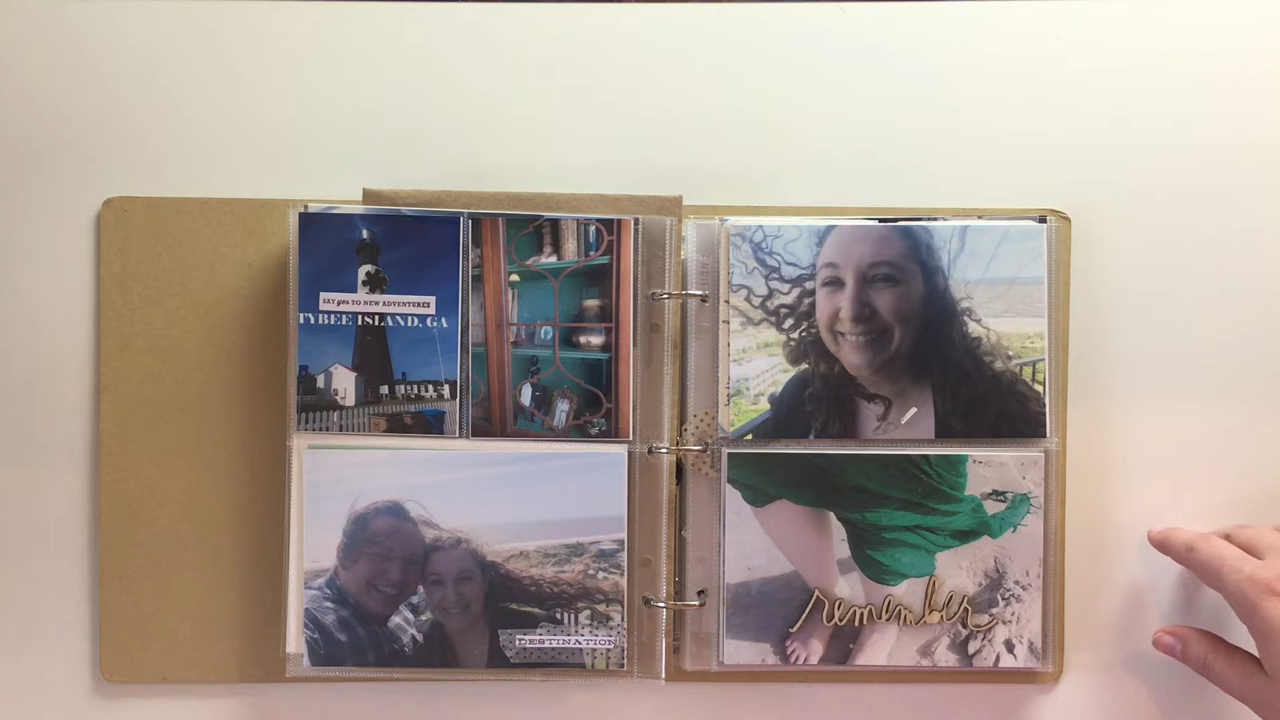 SAY yes TO NEW ADVENTURES
TYBEE ISLAND, GA
DESTINATION
remember